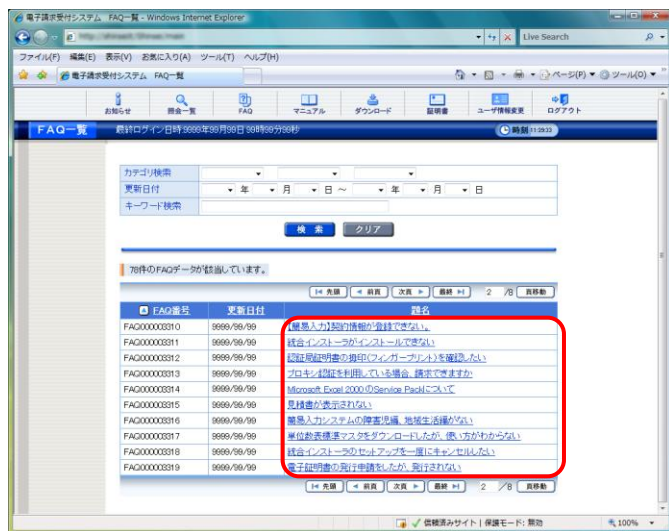 電子請求受付システム FAQ一覧 - Windows Internet Explorer
Live Search
ファイル(F) 編集(E) 表示(V) お気に入り(A) ツール(T) ヘルプ(H)
電子請求受付システム FAQ一覧
ページ(P) ツール(O)
お知らせ 照会一覧 FAQ マニュアル ダウンロード 証明書 ユーザ情報変更 ログアウト
FAQ一覧 最終ログイン日時:9999年99月99日 99時99分99秒 時刻 11:29:33
カテゴリ検索
更新日付 年 月 日 ～ 年 月 日
キーワード検索
検索 クリア
78件のFAQデータが該当しています。
先頭 前頁 次頁 最終 2 /8 頁移動
FAQ番号 更新日付 題名
FAQ000003310 9999/99/99 【簡易入力】契約情報が登録できない。
FAQ000003311 9999/99/99 統合インストーラがインストールできない
FAQ000003312 9999/99/99 認証局証明書の拇印(フィンガープリント)を確認したい
FAQ000003313 9999/99/99 プロキシ認証を利用している場合、請求できますか
FAQ000003314 9999/99/99 Microsoft Excel 2000のService Packについて
FAQ000003315 9999/99/99 見積書が表示されない
FAQ000003316 9999/99/99 簡易入力システムの障害児編、地域生活編がない
FAQ000003317 9999/99/99 単位数表標準マスタをダウンロードしたが、使い方がわからない
FAQ000003318 9999/99/99 統合インストーラのセットアップを一度にキャンセルしたい
FAQ000003319 9999/99/99 電子証明書の発行申請をしたが、発行されない
先頭 前頁 次頁 最終 2 /8 頁移動
信頼済みサイト | 保護モード: 無効 100%